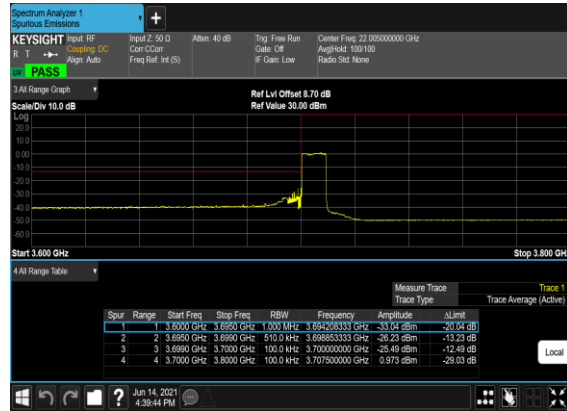 Spectrum Analyzer 1
Spurious Emissions
KEYSIGHT Input: RF Input Z: 50 Ω Atten: 40 dB Trig: Free Run Center Freq: 22.005000000 GHz
R T Coupling: DC Corr CCorr Gate: Off Avg|Hold: 100/100
Align: Auto Freq Ref: Int (S) IF Gain: Low Radio Std: None
LW PASS
3 All Range Graph
Ref Lvl Offset 8.70 dB
Scale/Div 10.0 dB Ref Value 30.00 dBm
Log
20.0
10.0
0.00
-10.0
-20.0
-30.0
-40.0
-50.0
-60.0
Start 3.600 GHz Stop 3.800 GHz
4 All Range Table
Measure Trace Trace 1
Trace Type Trace Average (Active)
Spur Range Start Freq Stop Freq RBW Frequency Amplitude ΔLimit
1 1 3.6000 GHz 3.6950 GHz 1.000 MHz 3.694208333 GHz -33.04 dBm -20.04 dB
2 2 3.6950 GHz 3.6990 GHz 510.0 kHz 3.698853333 GHz -26.23 dBm -13.23 dB
3 3 3.6990 GHz 3.7000 GHz 100.0 kHz 3.700000000 GHz -25.49 dBm -12.49 dB
4 4 3.7000 GHz 3.8000 GHz 100.0 kHz 3.707500000 GHz 0.973 dBm -29.03 dB
Local
?
Jun 14, 2021
4:39:44 PM